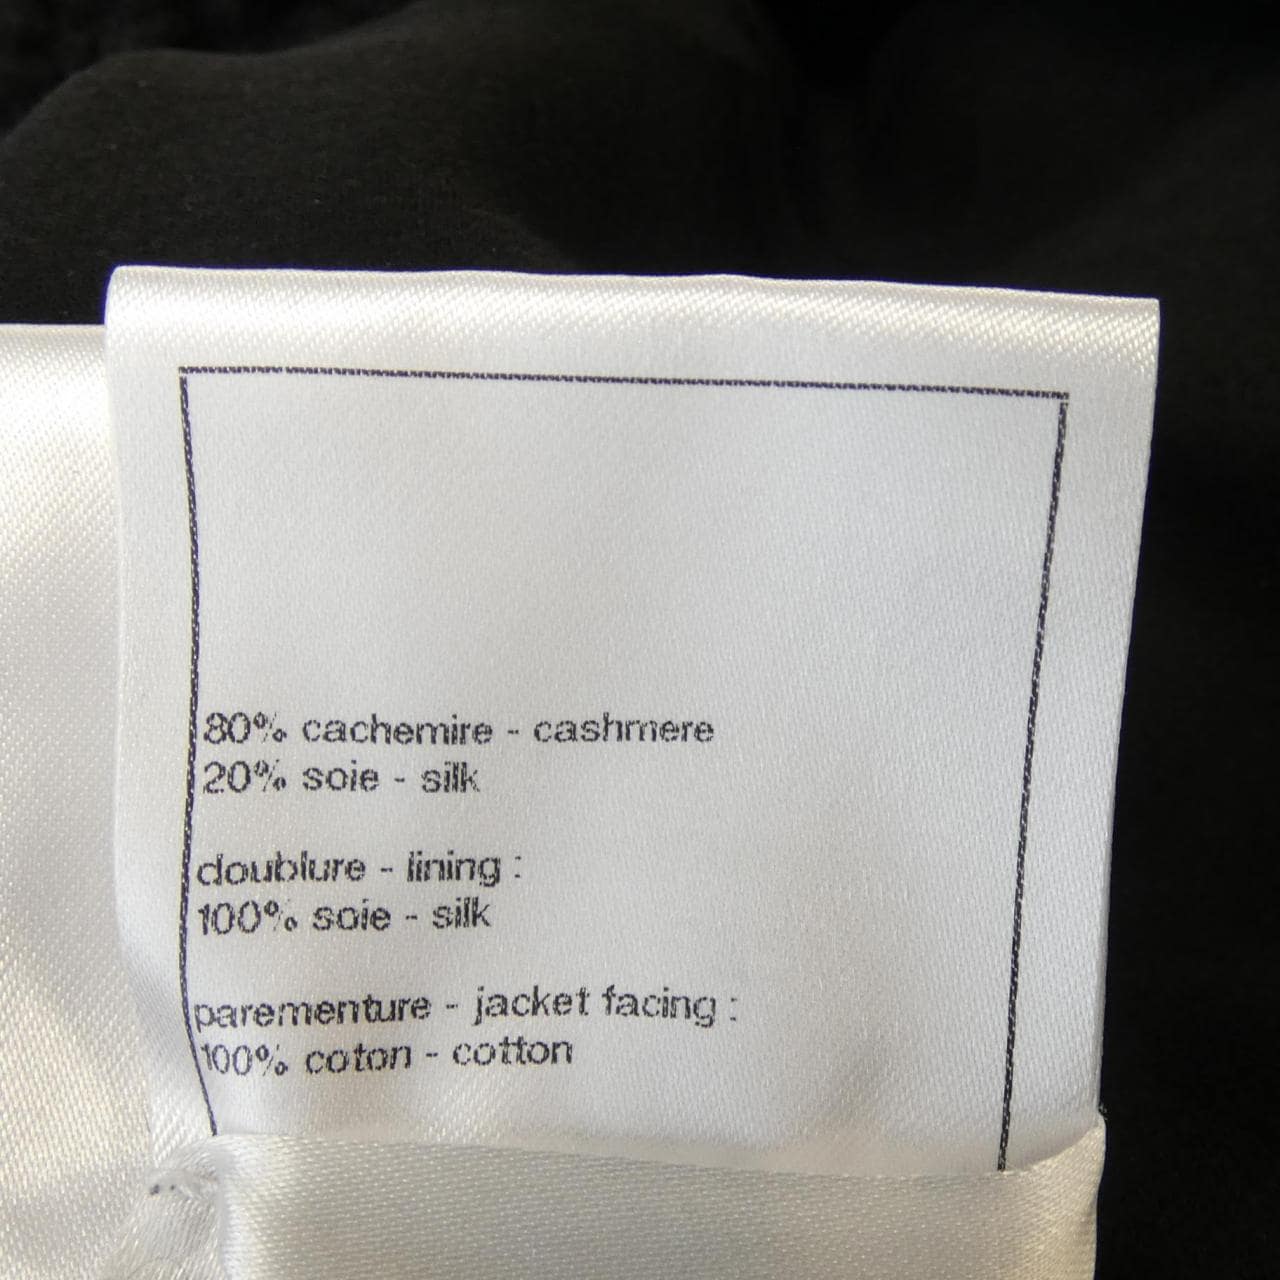 80% cachemire - cashmere
20% soie - silk
doublure - lining :
100% soie - silk
parementure - jacket facing :
100% coton - cotton